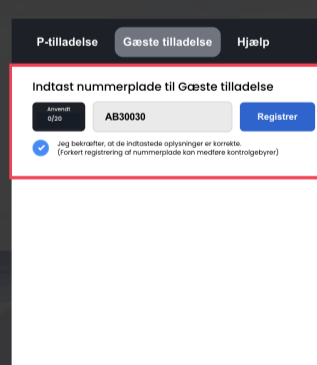 P-tilladelse Gæste tilladelse Hjælp
Indtast nummerplade til Gæste tilladelse
Anvendt
0/20
AB30030
Registrer
Jeg bekræfter, at de indtastede oplysninger er korrekte.
(Forkert registrering af nummerplade kan medføre kontrolgebyrer)